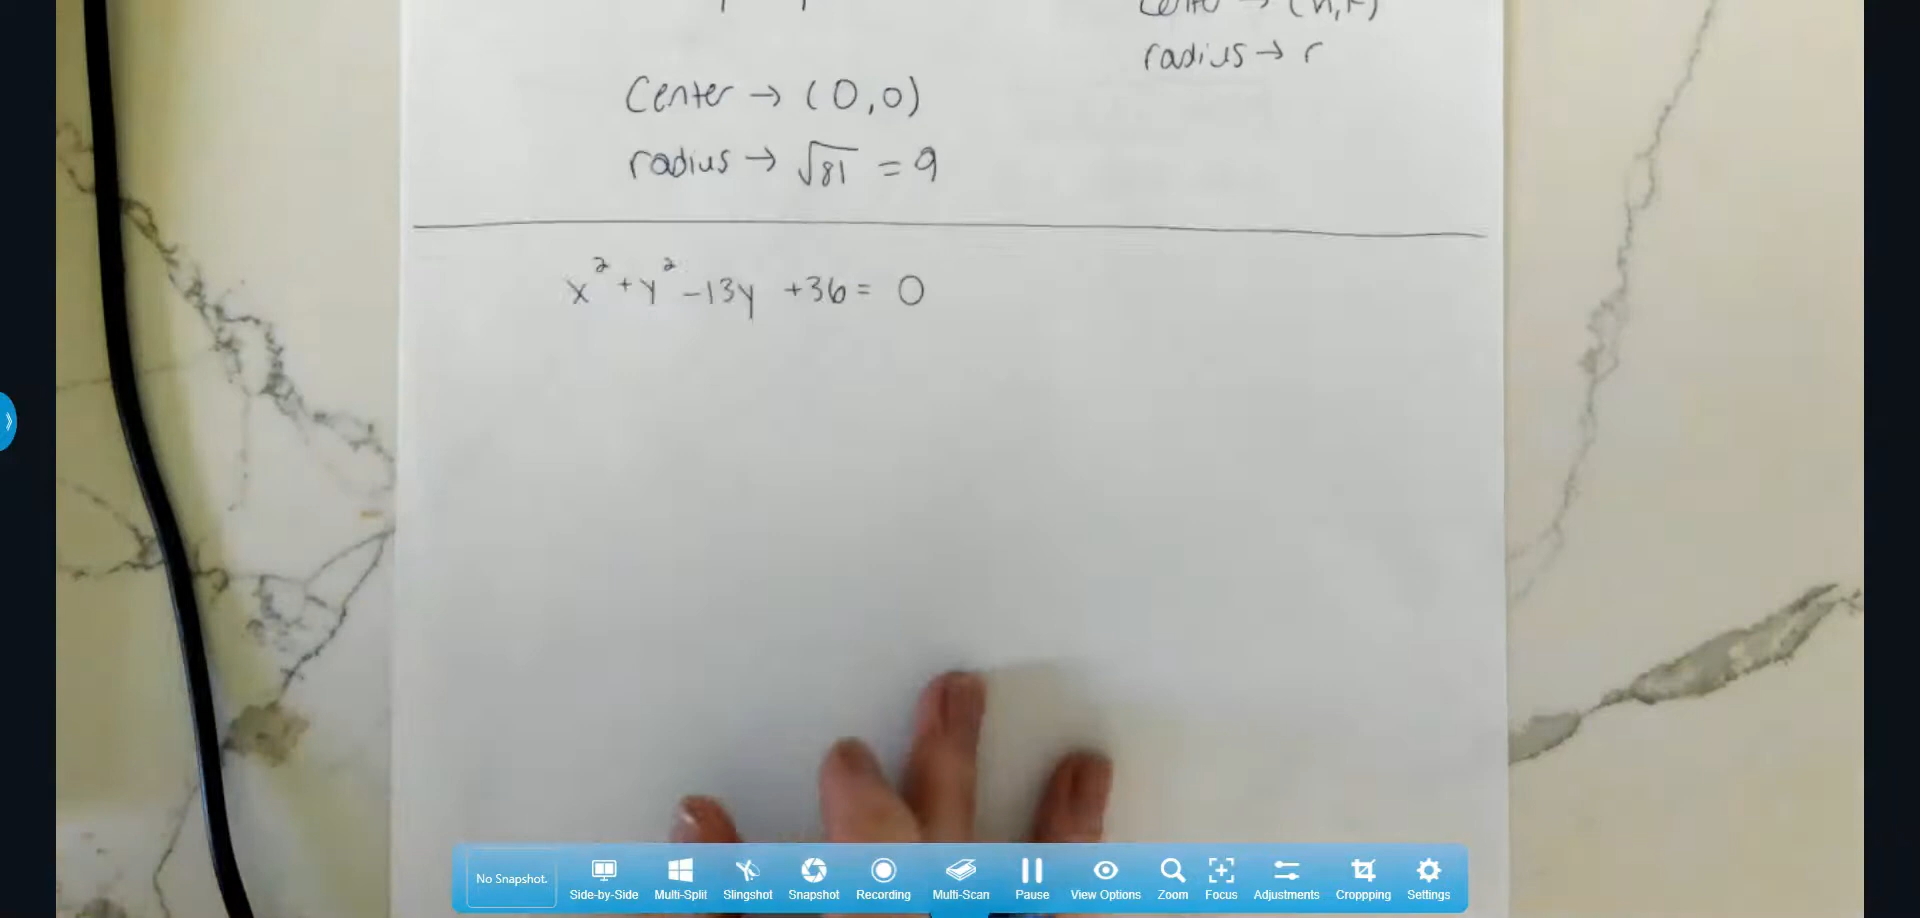 radius → r
Center → (0,0)
radius → √81 = 9
x² + y² - 13y + 36 = 0
No Snapshot.
Side-by-Side
Multi-Split
Slingshot
Snapshot
Recording
Multi-Scan
Pause
View Options
Zoom
Focus
Adjustments
Croppping
Settings